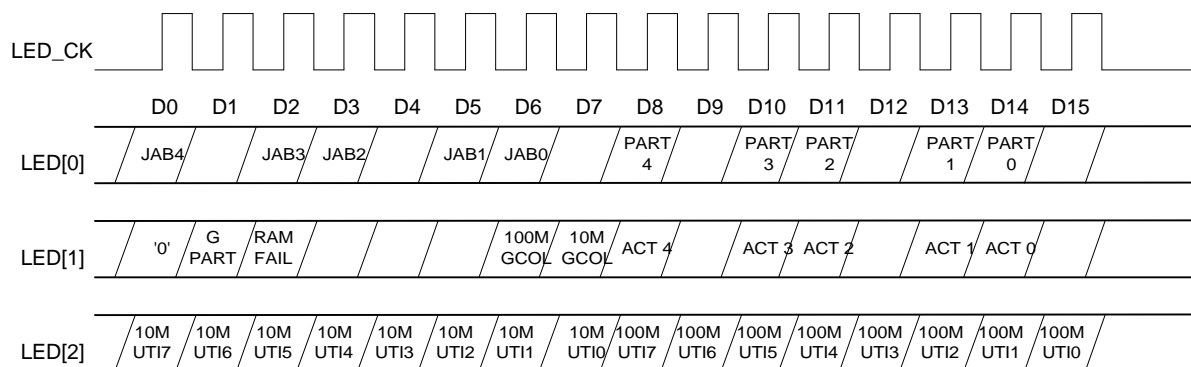 LED_CK
D0 D1 D2 D3 D4 D5 D6 D7 D8 D9 D10 D11 D12 D13 D14 D15
LED[0] JAB4 JAB3 JAB2 JAB1 JAB0 PART 4 PART 3 PART 2 PART 1 PART 0
LED[1] '0' G PART RAM FAIL 100M GCOL 10M GCOL ACT 4 ACT 3 ACT 2 ACT 1 ACT 0
LED[2] 10M UTI7 10M UTI6 10M UTI5 10M UTI4 10M UTI3 10M UTI2 10M UTI1 10M UTI0 100M UTI7 100M UTI6 100M UTI5 100M UTI4 100M UTI3 100M UTI2 100M UTI1 100M UTI0